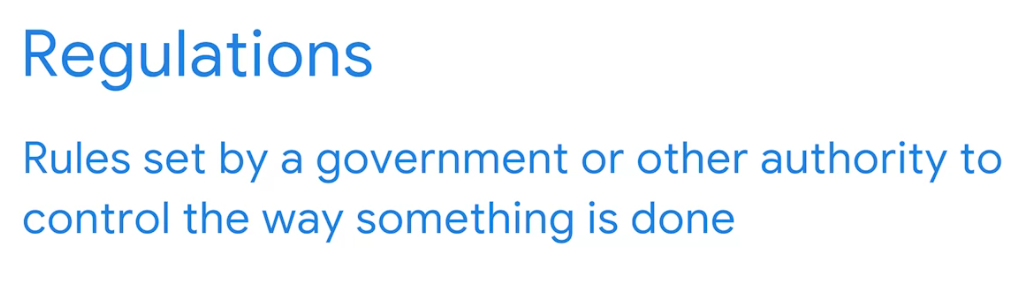 Regulations
Rules set by a government or other authority to
control the way something is done